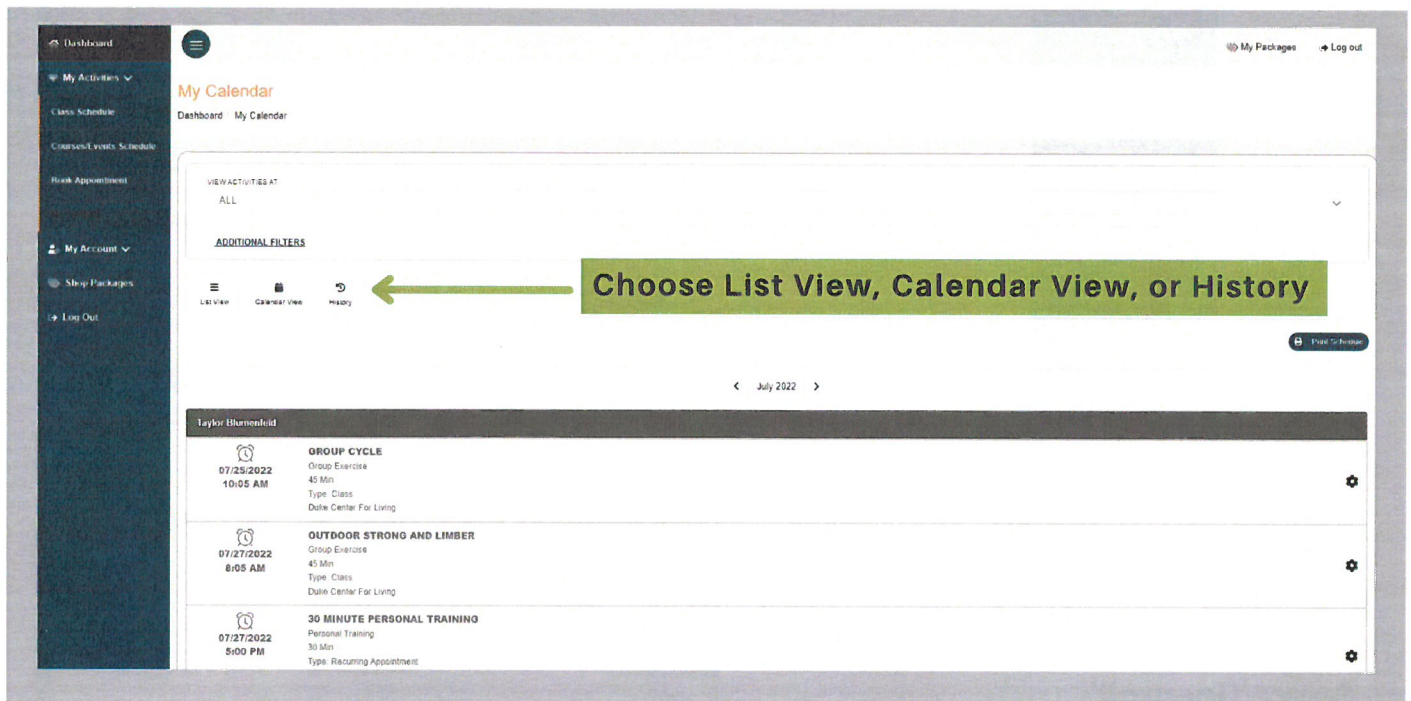 Dashboard
My Packages
Log out
My Activities
My Calendar
Class Schedule
Dashboard My Calendar
Courses/Events Schedule
Book Appointment
VIEW ACTIVITIES AT
ALL
My Account
ADDITIONAL FILTERS
Shop Packages
Choose List View, Calendar View, or History
List View
Calendar View
History
Log Out
Print Schedule
July 2022
Taylor Blumenfeld
GROUP CYCLE
Group Exercise
07/25/2022
45 Min
10:05 AM
Type: Class
Duke Center For Living
OUTDOOR STRONG AND LIMBER
Group Exercise
07/27/2022
45 Min
8:05 AM
Type: Class
Duke Center For Living
30 MINUTE PERSONAL TRAINING
Personal Training
07/27/2022
30 Min
5:00 PM
Type: Recurring Appointment